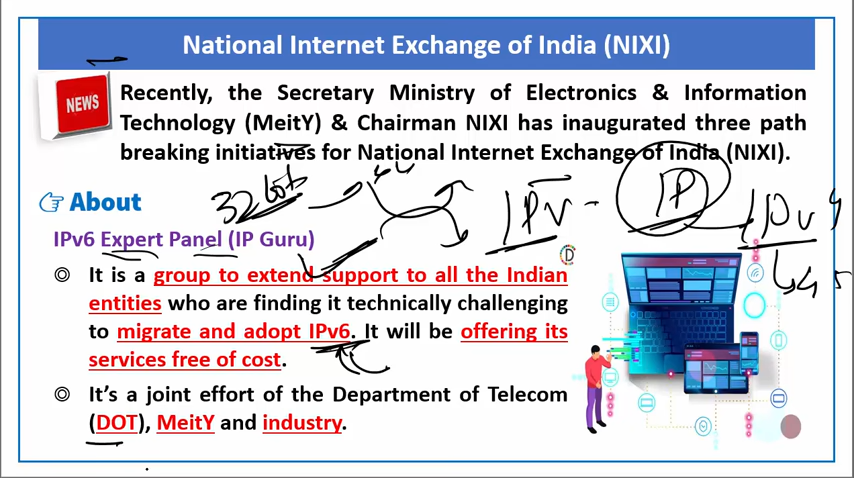 National Internet Exchange of India (NIXI)
NEWS
Recently, the Secretary Ministry of Electronics & Information
Technology (MeitY) & Chairman NIXI has inaugurated three path
breaking initiatives for National Internet Exchange of India (NIXI).
About
32 bits
IPv -
IP
IPv4
IPv6 Expert Panel (IP Guru)
It is a group to extend support to all the Indian
entities who are finding it technically challenging
to migrate and adopt IPv6. It will be offering its
services free of cost.
It's a joint effort of the Department of Telecom
(DOT), MeitY and industry.